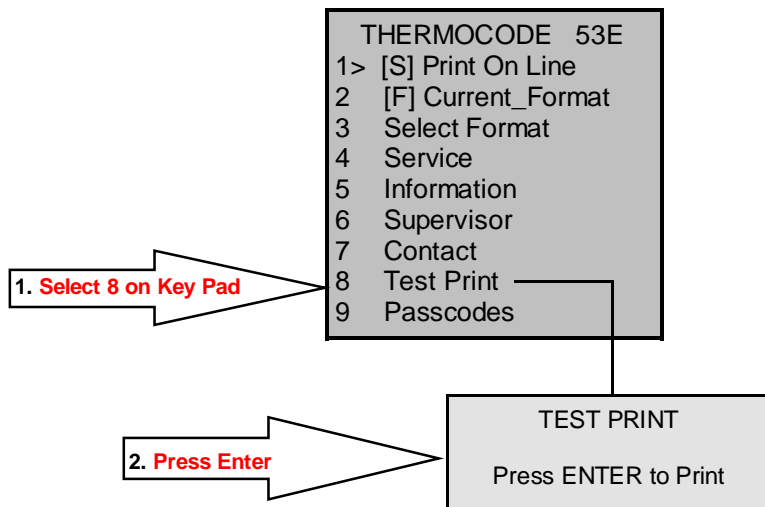 THERMOCODE 53E
1> [S] Print On Line
2 [F] Current_Format
3 Select Format
4 Service
5 Information
6 Supervisor
7 Contact
8 Test Print
9 Passcodes
1. Select 8 on Key Pad
TEST PRINT
Press ENTER to Print
2. Press Enter